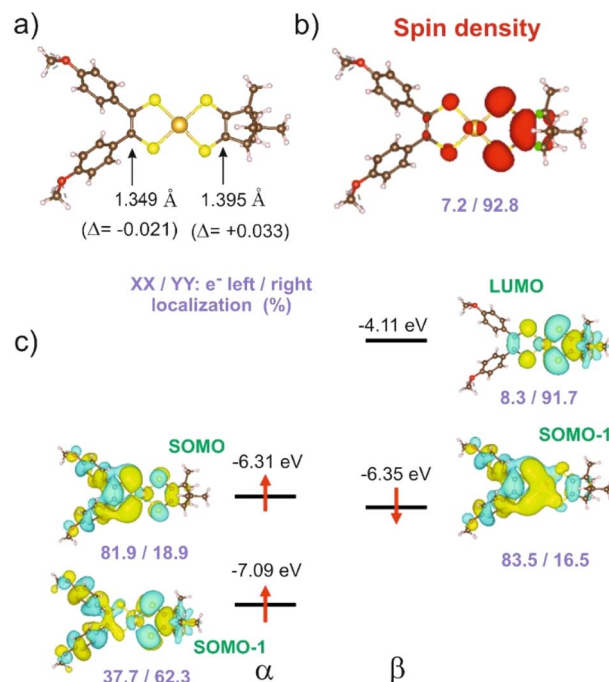 a)
b)
Spin density
1.349 Å
1.395 Å
(Δ= -0.021)
(Δ= +0.033)
7.2 / 92.8
XX / YY: e⁻ left / right
localization (%)
LUMO
c)
-4.11 eV
8.3 / 91.7
SOMO
SOMO-1
-6.31 eV
-6.35 eV
81.9 / 18.9
83.5 / 16.5
-7.09 eV
SOMO-1
37.7 / 62.3
α
β